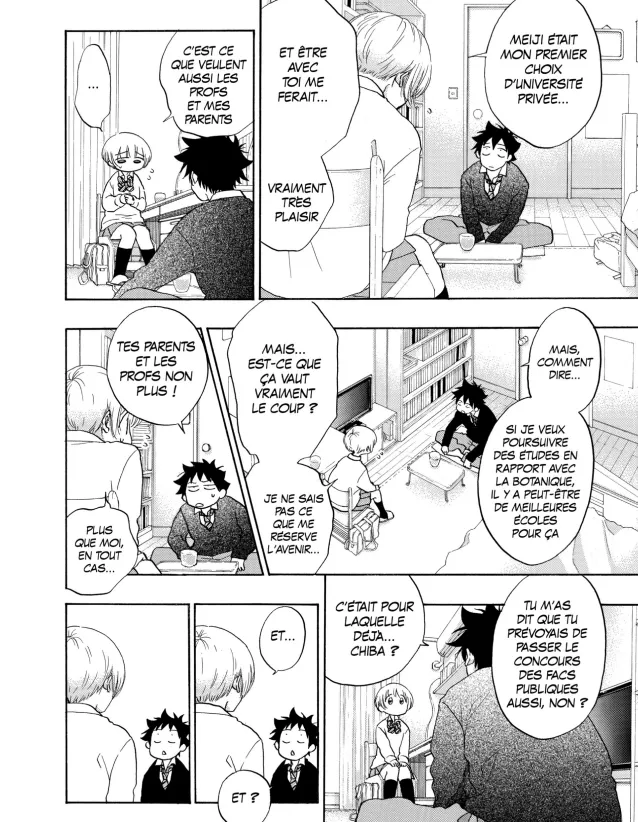 MEIJI ÉTAIT
MON PREMIER
CHOIX
D'UNIVERSITÉ
PRIVÉE...
ET ÊTRE
AVEC
TOI ME
FERAIT...
VRAIMENT
TRÈS
PLAISIR
C'EST CE
QUE VEULENT
AUSSI LES
PROFS
ET MES
PARENTS
...
MAIS,
COMMENT
DIRE...
SI JE VEUX
POURSUIVRE
DES ÉTUDES EN
RAPPORT AVEC
LA BOTANIQUE,
IL Y A PEUT-ÊTRE
DE MEILLEURES
ÉCOLES
POUR ÇA
MAIS...
EST-CE QUE
ÇA VAUT
VRAIMENT
LE COUP ?
JE NE SAIS
PAS CE
QUE ME
RÉSERVE
L'AVENIR...
TES PARENTS
ET LES
PROFS NON
PLUS !
PLUS
QUE MOI,
EN TOUT
CAS...
TU M'AS
DIT QUE TU
PRÉVOYAIS DE
PASSER LE
CONCOURS
DES FACS
PUBLIQUES
AUSSI, NON ?
C'ÉTAIT POUR
LAQUELLE
DÉJÀ...
CHIBA ?
ET...
ET ?